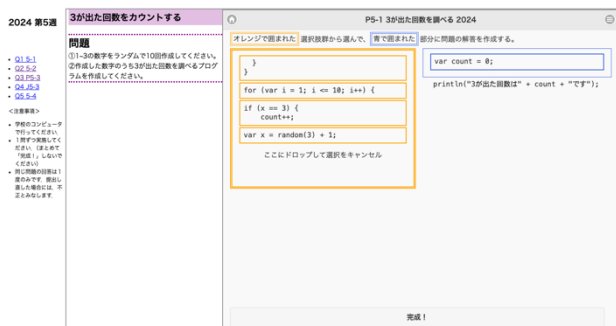 2024 第5週
Q1 5-1
Q2 5-2
Q3 P5-3
Q4 J5-3
Q5 5-4
<注意事項>
学校のコンピュータ
で行ってください.
1問ずつ実施してく
ださい.(まとめて
「完成!」しないで
ください)
同じ問題の回答は1
度のみです. 提出し
直した場合には、不
正とみなします.
3が出た回数をカウントする
問題
①1~3の数字をランダムで10回作成してください。
②作成した数字のうち3が出た回数を調べるプログ
ラムを作成してください。
P5-1 3が出た回数を調べる 2024
オレンジで囲まれた 選択肢群から選んで、 青で囲まれた 部分に問題の解答を作成する。
}
}
for (var i = 1; i <= 10; i++) {
if (x == 3) {
count++;
var x = random(3) + 1;
ここにドロップして選択をキャンセル
var count = 0;
println("3が出た回数は" + count + "です");
完成!